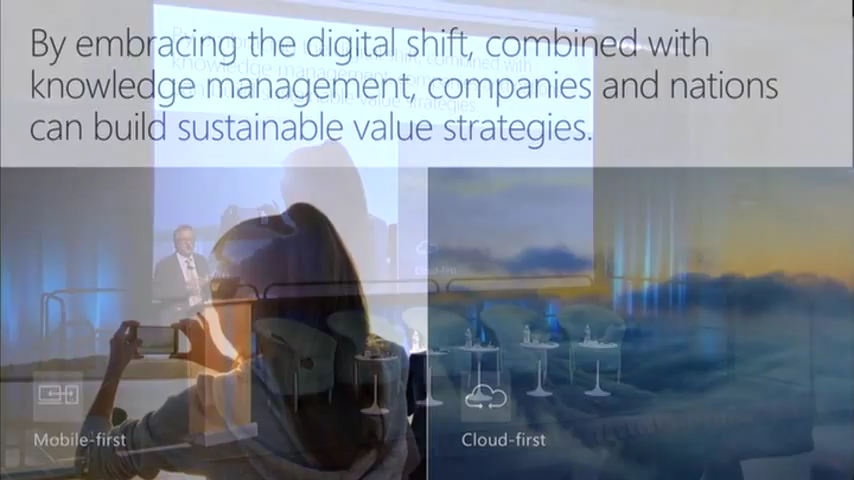 By embracing the digital shift, combined with
knowledge management, companies and nations
can build sustainable value strategies.
Mobile-first
Cloud-first